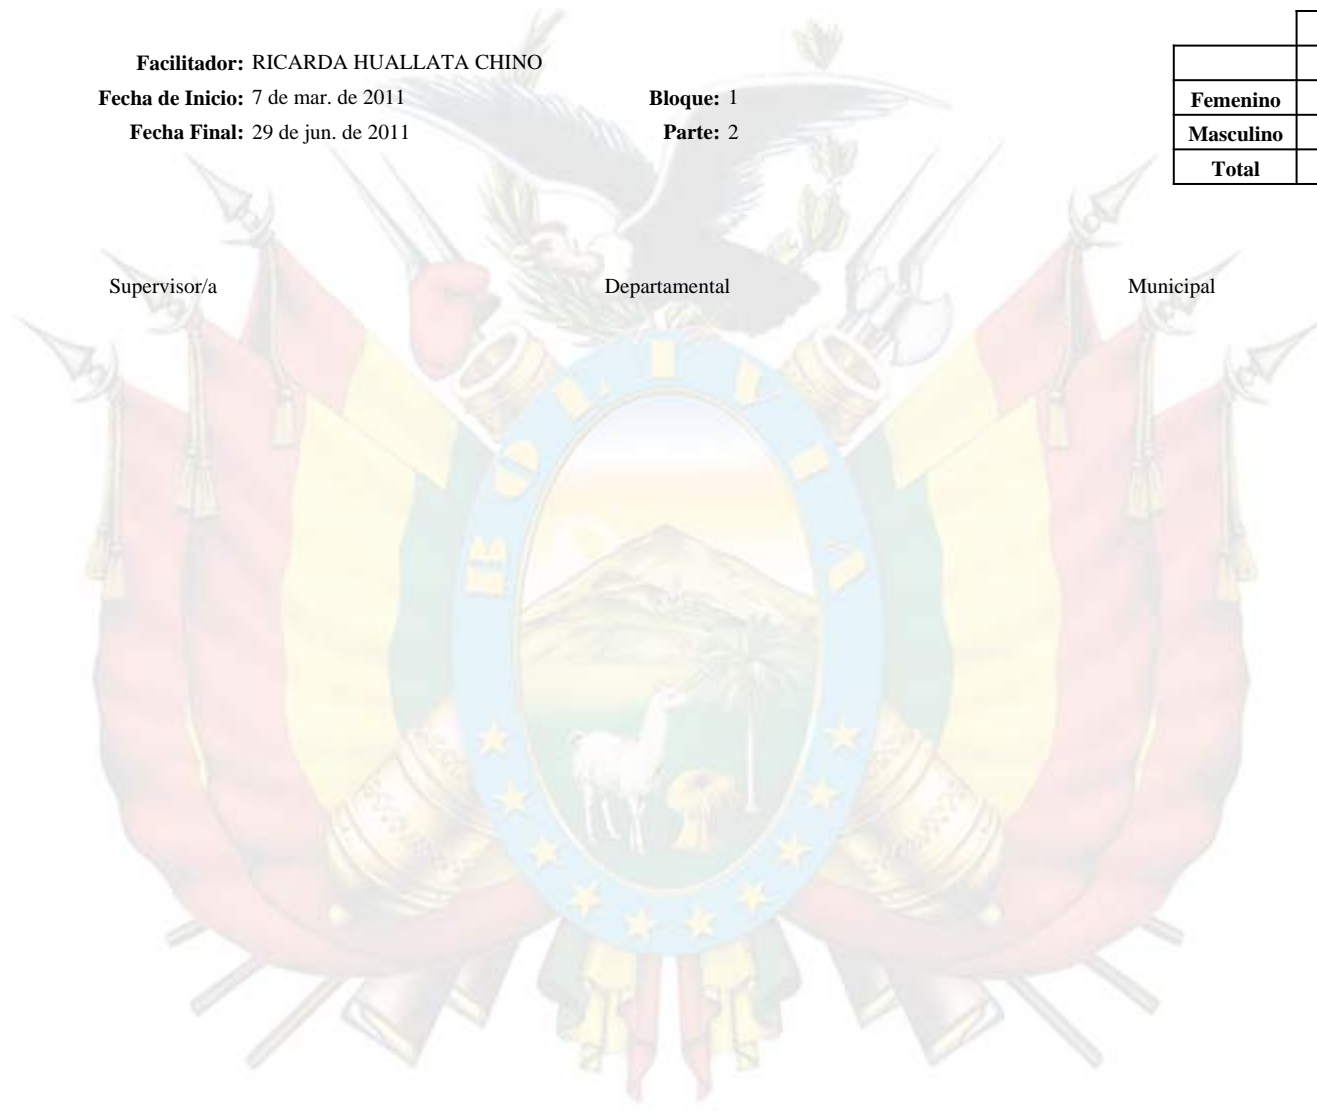 Facilitador: RICARDA HUALLATA CHINO
Fecha de Inicio: 7 de mar. de 2011 Bloque: 1
Femenino
Fecha Final: 29 de jun. de 2011 Parte: 2
Masculino
Total
Supervisor/a Departamental Municipal
BOLIVIA